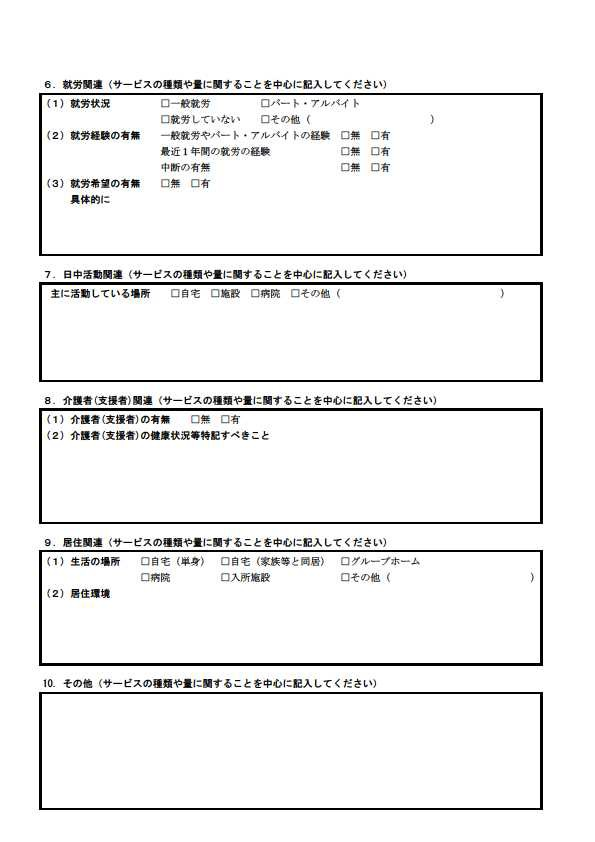 ６．就労関連（サービスの種類や量に関することを中心に記入してください）
（１）就労状況　　□一般就労　　□パート・アルバイト
□就労していない　□その他（　　　　　　　　　　　）
（２）就労経験の有無　　一般就労やパート・アルバイトの経験　□無　□有
最近１年間の就労の経験　□無　□有
中断の有無　□無　□有
（３）就労希望の有無　　□無　□有
具体的に
７．日中活動関連（サービスの種類や量に関することを中心に記入してください）
主に活動している場所　　□自宅　□施設　□病院　□その他（　　　　　　　　　　　）
８．介護者(支援者)関連（サービスの種類や量に関することを中心に記入してください）
（１）介護者(支援者)の有無　　□無　□有
（２）介護者(支援者)の健康状況等特記すべきこと
９．居住関連（サービスの種類や量に関することを中心に記入してください）
（１）生活の場所　　□自宅（単身）　□自宅（家族等と同居）　□グループホーム
□病院　　□入所施設　　□その他（　　　　　　　　　　　）
（２）居住環境
10．その他（サービスの種類や量に関することを中心に記入してください）